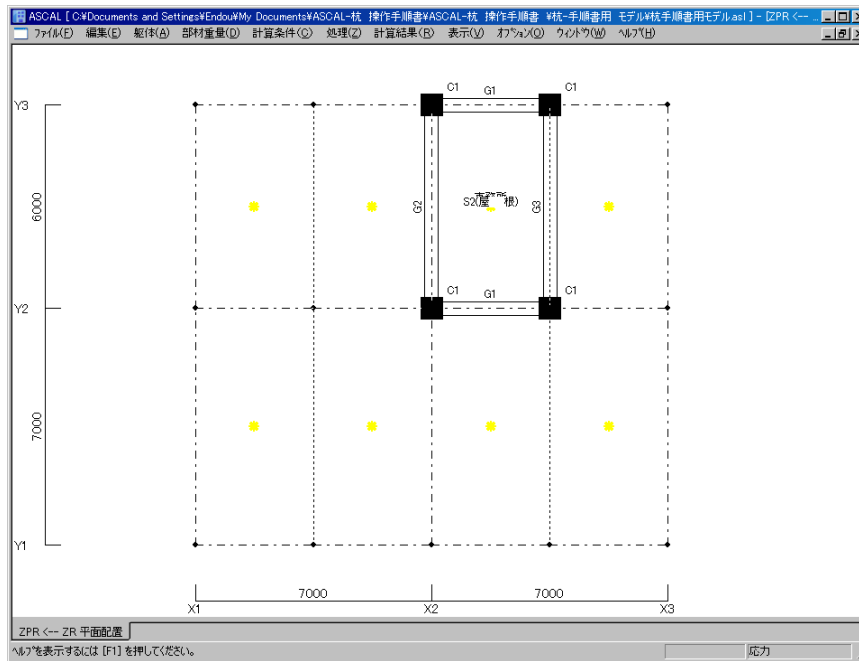 ASCAL [ C:¥Documents and Settings¥Endou¥My Documents¥ASCAL-杭 操作手順書¥ASCAL-杭 操作手順書 ¥杭-手順書用 モデル¥杭手順書用モデル.asl ] - [ZPR <-- ...
ファイル(F) 編集(E) 躯体(A) 部材重量(D) 計算条件(C) 処理(Z) 計算結果(R) 表示(V) オプション(O) ウィンドウ(W) ヘルプ(H)
C1 G1 C1
Y3
6000
G2
S2(屋 根)
G3
C1 G1 C1
Y2
7000
Y1
7000 7000
X1 X2 X3
ZPR <-- ZR 平面配置
ヘルプを表示するには [F1] を押してください。
応力